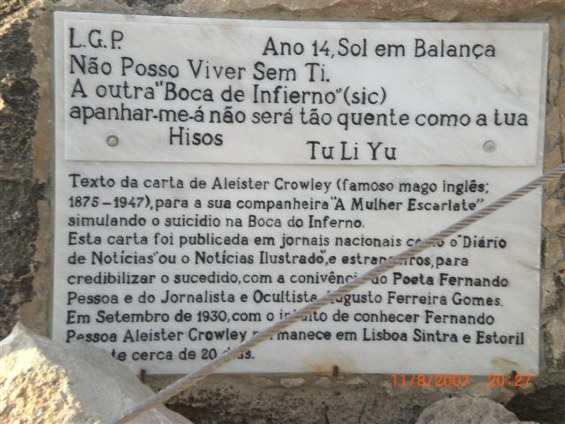 L.G.P. Ano 14, Sol em Balança
Não Posso Viver Sem Ti.
A outra "Boca de Infierno" (sic)
apanhar-me-á não será tão quente como a tua
Hisos
Tu Li Yu
Texto da carta de Aleister Crowley (famoso mago inglês;
1875-1947), para a sua companheira "A Mulher Escarlate"
simulando o suicidio na Boca do Inferno.
Esta carta foi publicada em jornais nacionais como o "Diário
de Notícias" ou o "Notícias Ilustrado", e estrangeiros, para
credibilizar o sucedido, com a conivência do Poeta Fernando
Pessoa e do Jornalista e Ocultista Augusto Ferreira Gomes.
Em Setembro de 1930, com o intuito de conhecer Fernando
Pessoa Aleister Crowley permanece em Lisboa Sintra e Estoril
cerca de 20 dias.
11/8/2007 20:27